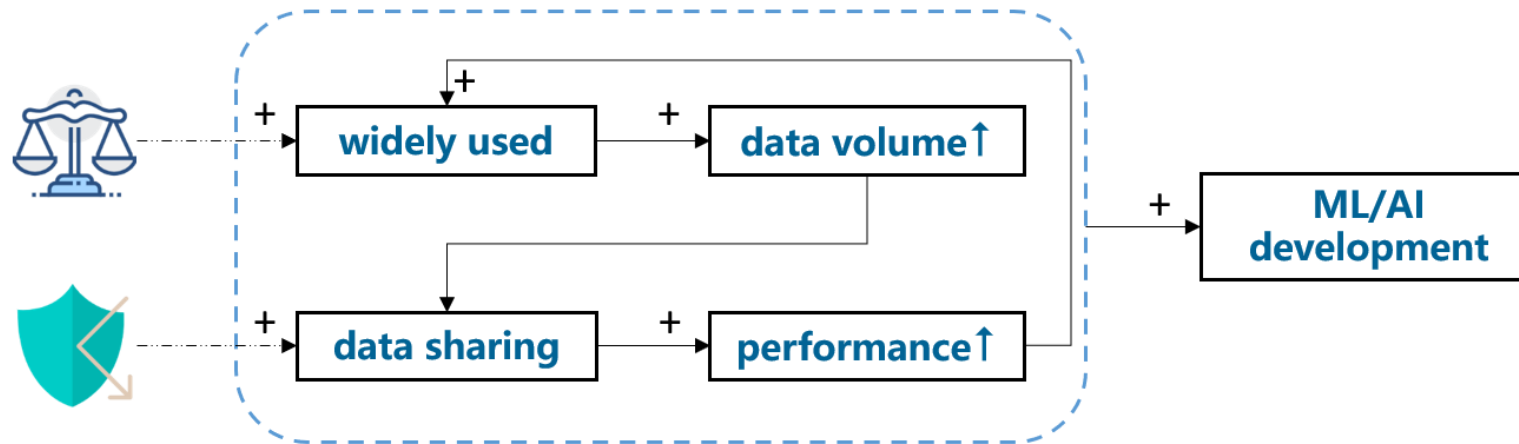 +
+ widely used + data volume↑
+ ML/AI
development
+ data sharing + performance↑